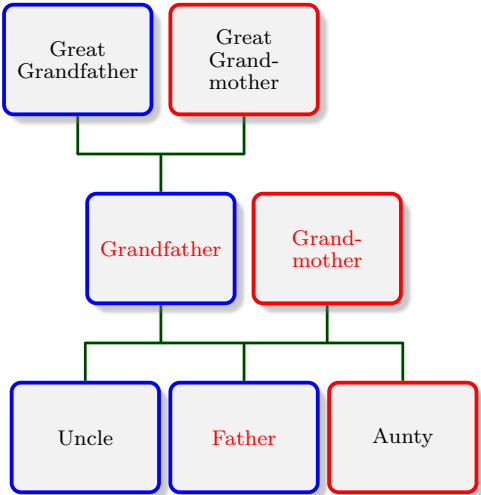 Great
Grandfather
Great
Grand-
mother
Grandfather
Grand-
mother
Uncle
Father
Aunty